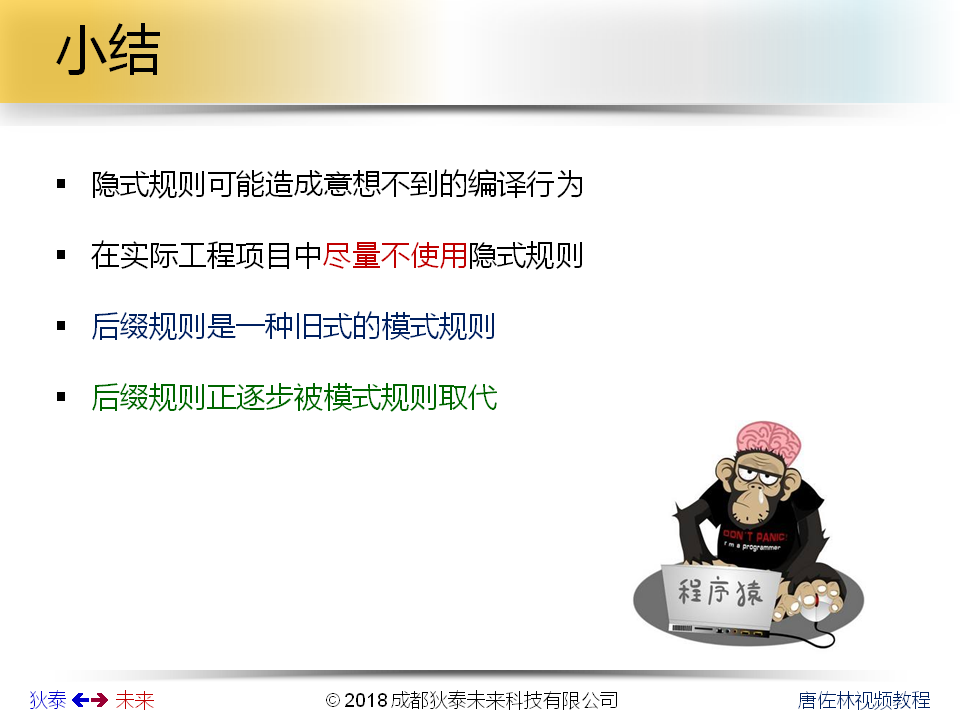 小结
隐式规则可能造成意想不到的编译行为
在实际工程项目中尽量不使用隐式规则
后缀规则是一种旧式的模式规则
后缀规则正逐步被模式规则取代
DON'T PANIC!
I'm a programmer
程序猿
狄泰 未来
© 2018 成都狄泰未来科技有限公司
唐佐林视频教程